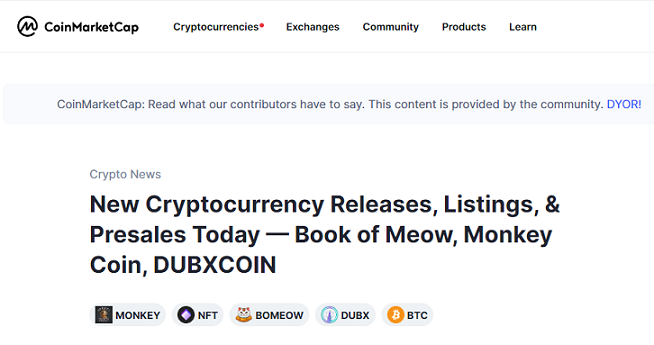 CoinMarketCap Cryptocurrencies Exchanges Community Products Learn
CoinMarketCap: Read what our contributors have to say. This content is provided by the community. DYOR!
Crypto News
New Cryptocurrency Releases, Listings, &
Presales Today — Book of Meow, Monkey
Coin, DUBXCOIN
MONKEY NFT BOMEOW DUBX BTC